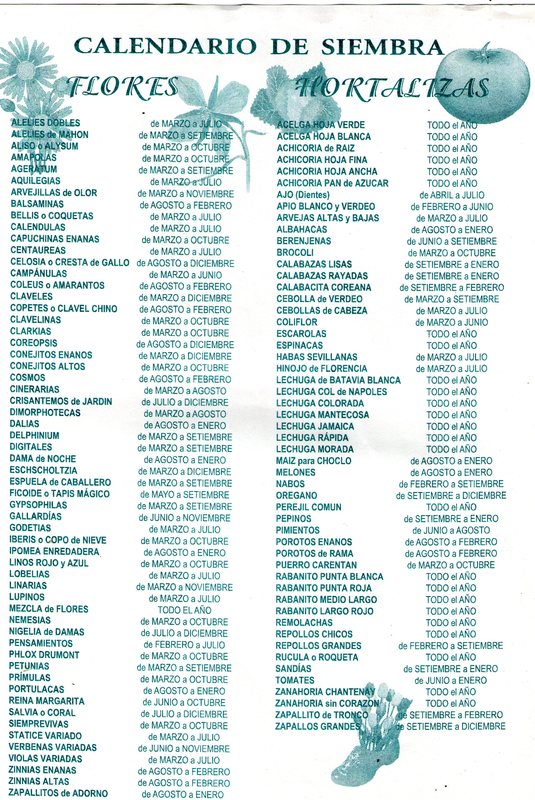 CALENDARIO DE SIEMBRA
FLORES
ALELIES DOBLES de MARZO a JULIO
ALELIES de MAHON de MARZO a SETIEMBRE
ALISO o ALYSUM de MARZO a OCTUBRE
AMAPOLAS de MARZO a OCTUBRE
AGERATUM de MARZO a SETIEMBRE
AQUILEGIAS de MARZO a JULIO
ARVEJILLAS de OLOR de MARZO a NOVIEMBRE
BALSAMINAS de AGOSTO a FEBRERO
BELLIS o COQUETAS de MARZO a JULIO
CALENDULAS de MARZO a JULIO
CAPUCHINAS ENANAS de MARZO a OCTUBRE
CENTAUREAS de MARZO a JULIO
CELOSIA o CRESTA de GALLO de AGOSTO a DICIEMBRE
CAMPÁNULAS de MARZO a JUNIO
COLEUS o AMARANTOS de AGOSTO a FEBRERO
CLAVELES de MARZO a DICIEMBRE
COPETES o CLAVEL CHINO de AGOSTO a FEBRERO
CLAVELINAS de MARZO a OCTUBRE
CLARKIAS de MARZO a OCTUBRE
COREOPSIS de AGOSTO a DICIEMBRE
CONEJITOS ENANOS de MARZO a DICIEMBRE
CONEJITOS ALTOS de MARZO a OCTUBRE
COSMOS de AGOSTO a FEBRERO
CINERARIAS de MARZO a AGOSTO
CRISANTEMOS de JARDIN de JULIO a DICIEMBRE
DIMORPHOTECAS de MARZO a AGOSTO
DALIAS de AGOSTO a ENERO
DELPHINIUM de MARZO a SETIEMBRE
DIGITALES de MARZO a SETIEMBRE
DAMA de NOCHE de AGOSTO a ENERO
ESCHSCHOLTZIA de MARZO a DICIEMBRE
ESPUELA de CABALLERO de MARZO a SETIEMBRE
FICOIDE o TAPIS MÁGICO de MAYO a SETIEMBRE
GYPSOPHILAS de MARZO a SETIEMBRE
GALLARDÍAS de JUNIO a NOVIEMBRE
GODETIAS de MARZO a JULIO
IBERIS o COPO de NIEVE de MARZO a OCTUBRE
IPOMEA ENREDADERA de AGOSTO a ENERO
LINOS ROJO y AZUL de MARZO a OCTUBRE
LOBELIAS de MARZO a JULIO
LINARIAS de MARZO a NOVIEMBRE
LUPINOS de MARZO a JULIO
MEZCLA de FLORES TODO EL AÑO
NEMESIAS de MARZO a OCTUBRE
NIGELIA de DAMAS de JULIO a DICIEMBRE
PENSAMIENTOS de FEBRERO a JULIO
PHLOX DRUMONT de MARZO a OCTUBRE
PETUNIAS de MARZO a SETIEMBRE
PRÍMULAS de MARZO a OCTUBRE
PORTULACAS de AGOSTO a ENERO
REINA MARGARITA de JUNIO a OCTUBRE
SALVIA o CORAL de JULIO a DICIEMBRE
SIEMPREVIVAS de MARZO a OCTUBRE
STATICE VARIADO de MARZO a JULIO
VERBENAS VARIADAS de JUNIO a NOVIEMBRE
VIOLAS VARIADAS de MARZO a JULIO
ZINNIAS ENANAS de AGOSTO a FEBRERO
ZINNIAS ALTAS de AGOSTO a FEBRERO
ZAPALLITOS de ADORNO de AGOSTO a ENERO
HORTALIZAS
ACELGA HOJA VERDE TODO el AÑO
ACELGA HOJA BLANCA TODO el AÑO
ACHICORIA de RAIZ TODO el AÑO
ACHICORIA HOJA FINA TODO el AÑO
ACHICORIA HOJA ANCHA TODO el AÑO
ACHICORIA PAN de AZUCAR TODO el AÑO
AJO (Dientes) de ABRIL a JULIO
APIO BLANCO y VERDEO de FEBRERO a JUNIO
ARVEJAS ALTAS y BAJAS de MARZO a JULIO
ALBAHACAS de AGOSTO a ENERO
BERENJENAS de JUNIO a SETIEMBRE
BROCOLI de MARZO a OCTUBRE
CALABAZAS LISAS de SETIEMBRE a ENERO
CALABAZAS RAYADAS de SETIEMBRE a ENERO
CALABACITA COREANA de SETIEMBRE a FEBRERO
CEBOLLA de VERDEO de MARZO a SETIEMBRE
CEBOLLAS de CABEZA de MARZO a JULIO
COLIFLOR de MARZO a JUNIO
ESCAROLAS TODO el AÑO
ESPINACAS TODO el AÑO
HABAS SEVILLANAS de MARZO a JULIO
HINOJO de FLORENCIA de MARZO a JULIO
LECHUGA de BATAVIA BLANCA TODO el AÑO
LECHUGA COL de NAPOLES TODO el AÑO
LECHUGA COLORADA TODO el AÑO
LECHUGA MANTECOSA TODO el AÑO
LECHUGA JAMAICA TODO el AÑO
LECHUGA RÁPIDA TODO el AÑO
LECHUGA MORADA TODO el AÑO
MAIZ para CHOCLO de AGOSTO a ENERO
MELONES de AGOSTO a ENERO
NABOS de FEBRERO a SETIEMBRE
OREGANO de SETIEMBRE a DICIEMBRE
PEREJIL COMUN TODO el AÑO
PEPINOS de SETIEMBRE a ENERO
PIMIENTOS de JUNIO a AGOSTO
POROTOS ENANOS de AGOSTO a FEBRERO
POROTOS de RAMA de AGOSTO a FEBRERO
PUERRO CARENTAN de MARZO a OCTUBRE
RABANITO PUNTA BLANCA TODO el AÑO
RABANITO PUNTA ROJA TODO el AÑO
RABANITO MEDIO LARGO TODO el AÑO
RABANITO LARGO ROJO TODO el AÑO
REMOLACHAS TODO el AÑO
REPOLLOS CHICOS TODO el AÑO
REPOLLOS GRANDES de FEBRERO a SETIEMBRE
RUCULA o ROQUETA TODO el AÑO
SANDÍAS de SETIEMBRE a ENERO
TOMATES de JUNIO a ENERO
ZANAHORIA CHANTENAY TODO el AÑO
ZANAHORIA sin CORAZON TODO el AÑO
ZAPALLITO de TRONCO de SETIEMBRE a FEBRERO
ZAPALLOS GRANDES de SETIEMBRE a DICIEMBRE